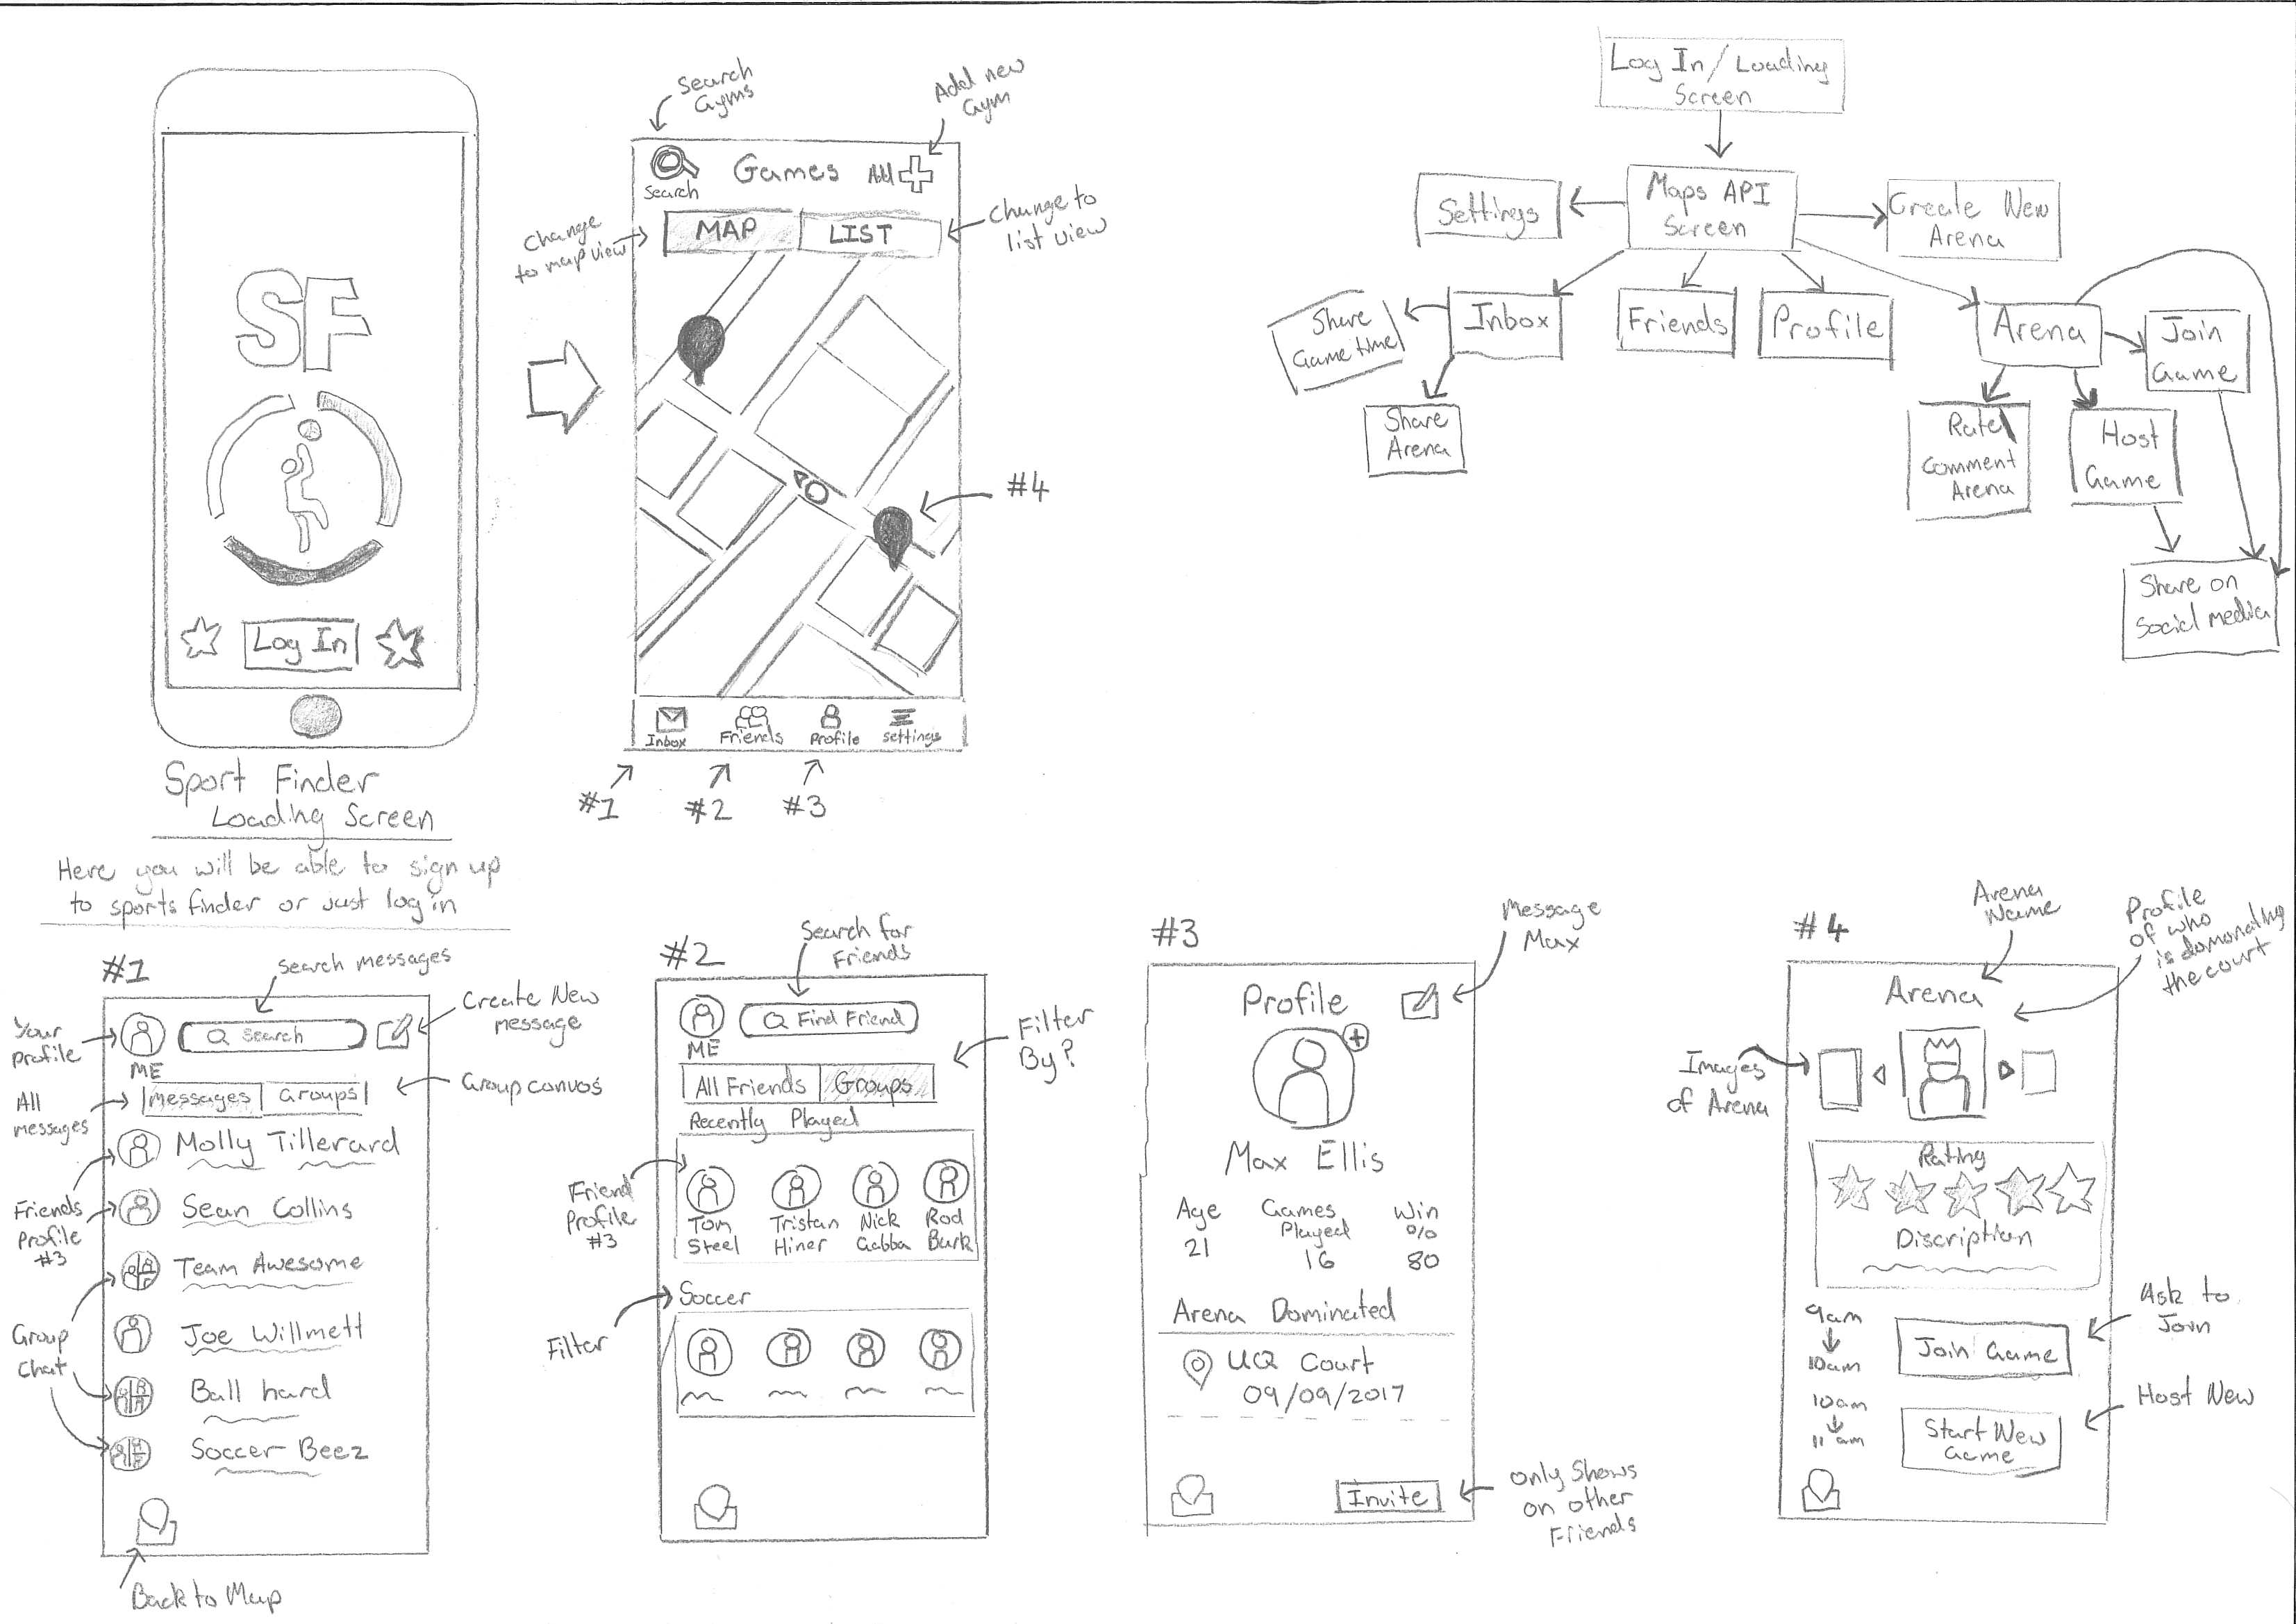 Search
Gyms
Add new
Gym
Search
Games
Add
MAP
LIST
Change
to map view
Change to
list view
#4
Inbox
Friends
Profile
settings
#1
#2
#3
SF
Log In
Sport Finder
Loading Screen
Here you will be able to sign up
to sports finder or just log in
Log In / Loading
Screen
Maps API
Screen
Settings
Create New
Arena
Share
Game time
Inbox
Friends
Profile
Arena
Join
Game
Share
Arena
Rate
Comment
Arena
Host
Game
Share on
social media
#1
Search messages
Create New
message
Your
profile
Search
ME
Messages
Groups
Group convos
All
messages
Molly Tillerard
Sean Collins
Friends
Profile
#3
Team Awesome
Joe Willmett
Group
Chat
Ball hard
Soccer Beez
Back to Map
#2
Search for
Friends
Find Friend
ME
Filter
By?
All Friends
Groups
Recently Played
Friend
Profile
#3
Tom
Steel
Tristan
Hiner
Nick
Gabba
Rod
Burk
Soccer
Filter
#3
Message
Max
Profile
Max Ellis
Age
21
Games
Played
16
Win
%
80
Arena Dominated
UQ Court
09/09/2017
Invite
only shows
on other
Friends
#4
Arena
Name
Profile
of who
is domonating
the court
Arena
Images
of Arena
Rating
Discription
9am
10am
Join Game
Ask to
Join
10am
11am
Start New
Game
Host New